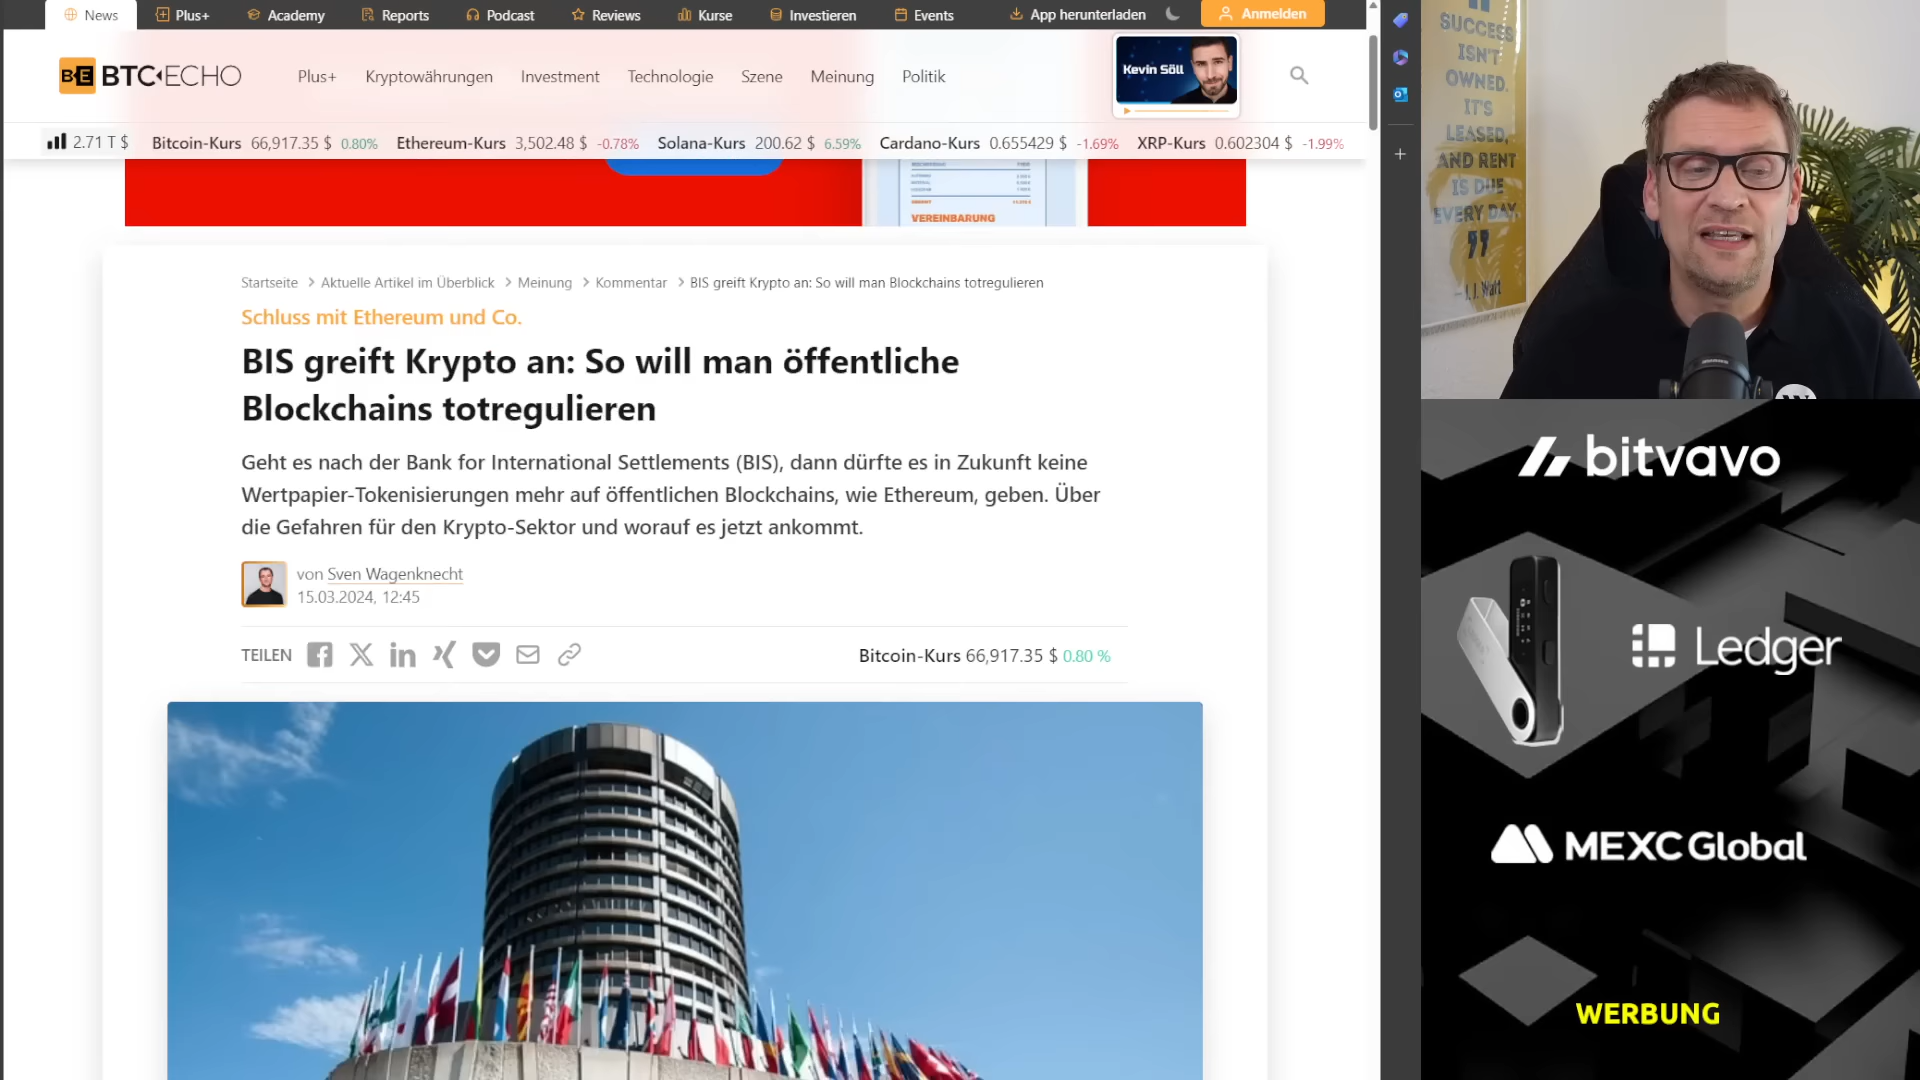 News
Plus+
Academy
Reports
Podcast
Reviews
Kurse
Investieren
Events
App herunterladen
Anmelden
BE BTC-ECHO
Plus+
Kryptowährungen
Investment
Technologie
Szene
Meinung
Politik
Kevin Söll
2.71 T $
Bitcoin-Kurs 66,917.35 $ 0.80%
Ethereum-Kurs 3,502.48 $ -0.78%
Solana-Kurs 200.62 $ 6.59%
Cardano-Kurs 0.655429 $ -1.69%
XRP-Kurs 0.602304 $ -1.99%
VEREINBARUNG
Startseite > Aktuelle Artikel im Überblick > Meinung > Kommentar > BIS greift Krypto an: So will man Blockchains totregulieren
Schluss mit Ethereum und Co.
BIS greift Krypto an: So will man öffentliche
Blockchains totregulieren
Geht es nach der Bank for International Settlements (BIS), dann dürfte es in Zukunft keine
Wertpapier-Tokenisierungen mehr auf öffentlichen Blockchains, wie Ethereum, geben. Über
die Gefahren für den Krypto-Sektor und worauf es jetzt ankommt.
von Sven Wagenknecht
15.03.2024, 12:45
TEILEN
Bitcoin-Kurs 66,917.35 $ 0.80 %
SUCCESS
ISN'T
OWNED.
IT'S
LEASED,
AND RENT
IS DUE
EVERY DAY
– J.J. Watt
bitvavo
Ledger
MEXC Global
WERBUNG